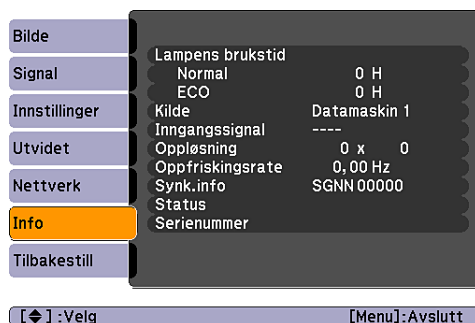 Bilde
Signal
Innstillinger
Utvidet
Nettverk
Info
Tilbakestill
Lampens brukstid
Normal 0 H
ECO 0 H
Kilde Datamaskin 1
Inngangssignal ----
Oppløsning 0 x 0
Oppfriskingsrate 0,00 Hz
Synk.info SGNN 00000
Status
Serienummer
[◆] :Velg [Menu]:Avslutt